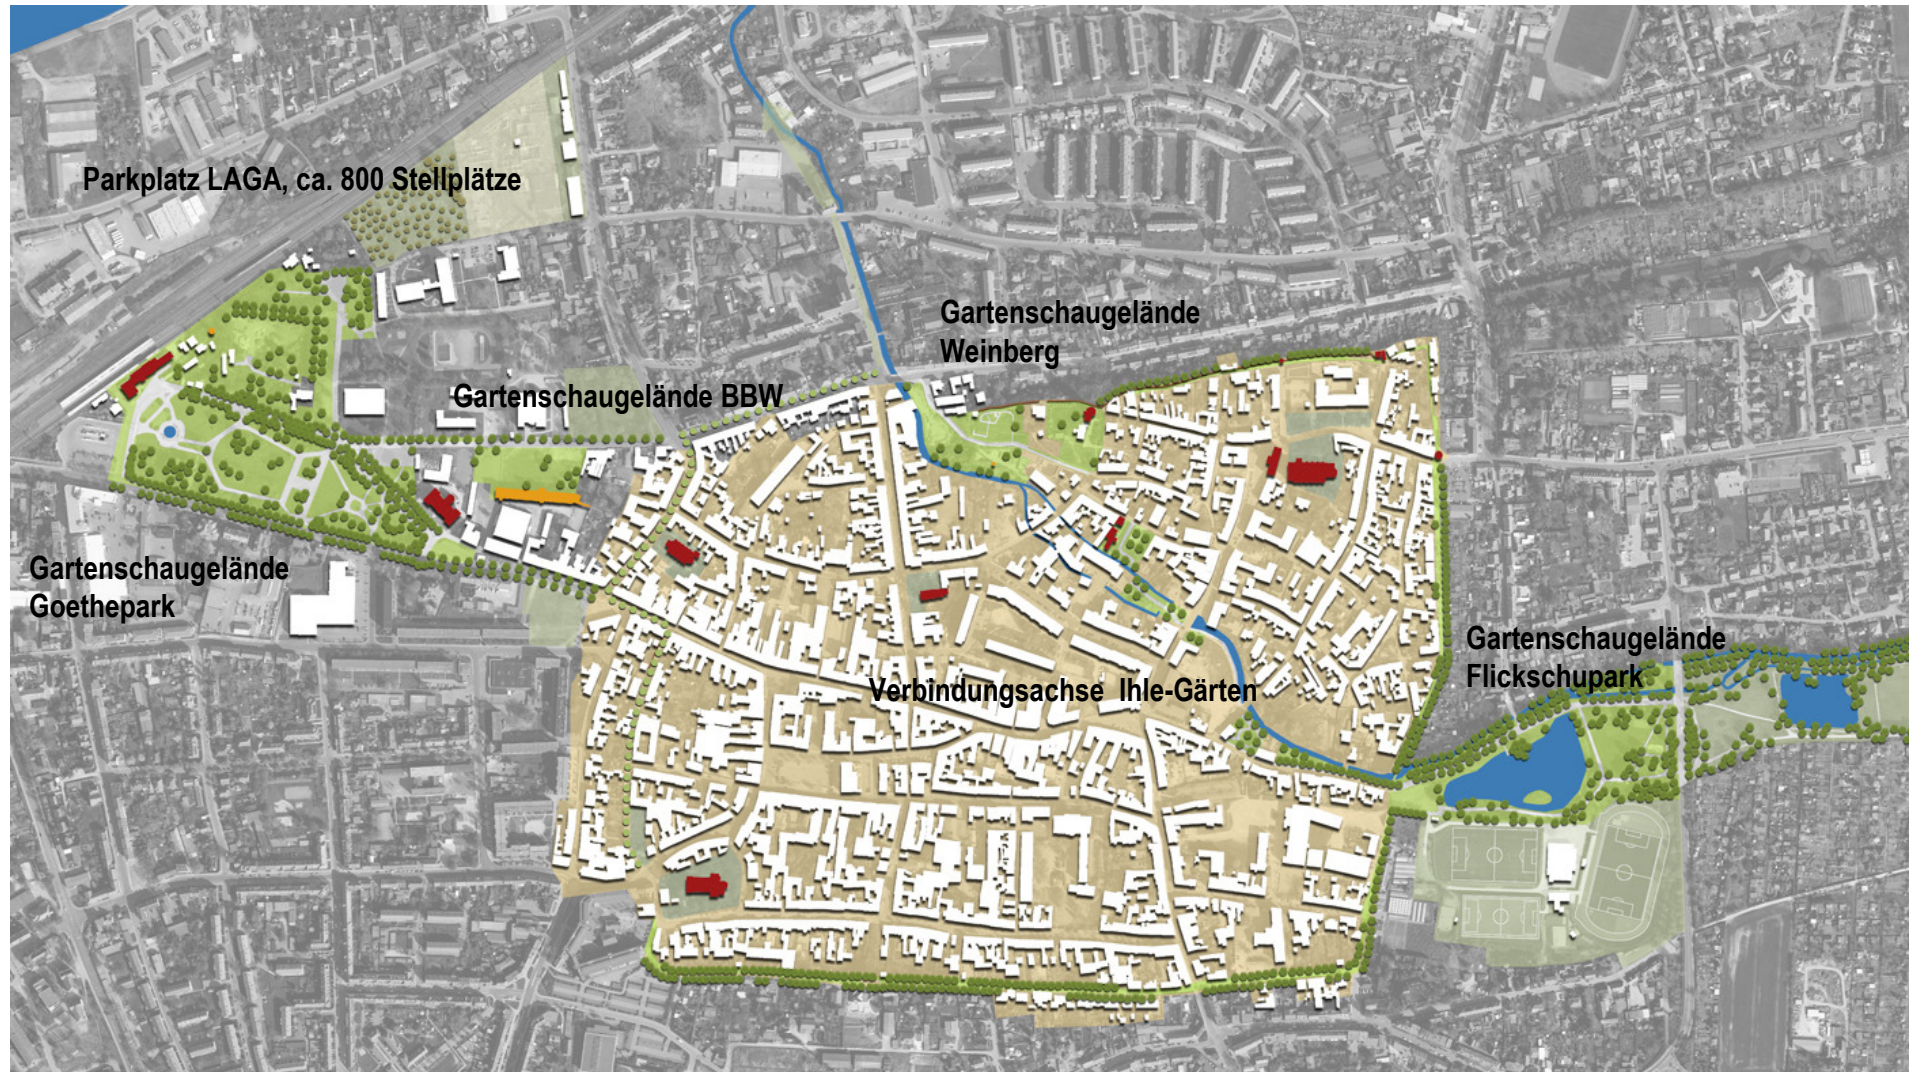 Parkplatz LAGA, ca. 800 Stellplätze
Gartenschaugelände
Weinberg
Gartenschaugelände BBW
Gartenschaugelände
Goethepark
Gartenschaugelände
Flickschupark
Verbindungsachse Ihle-Gärten